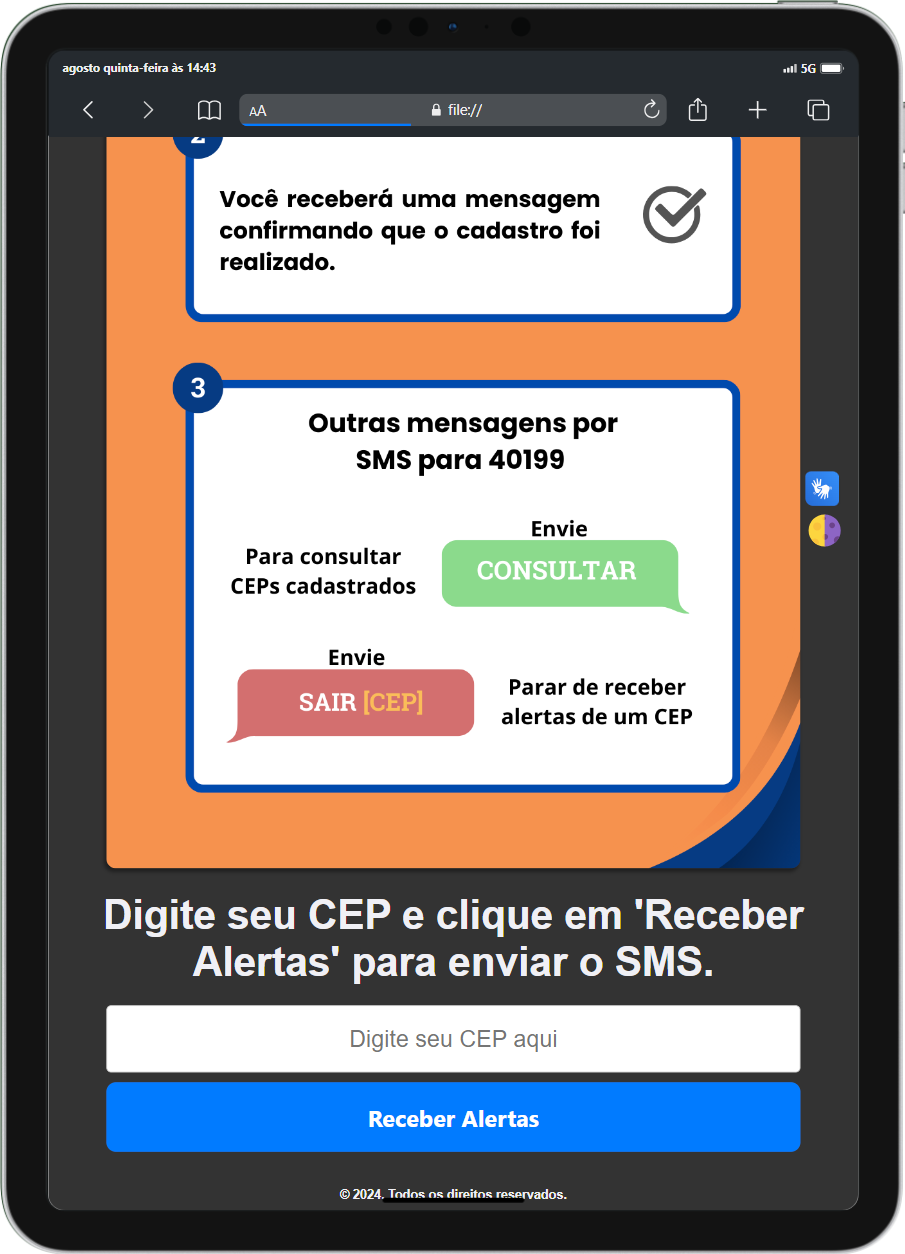 agosto quinta-feira às 14:43
5G
AA
file://
2
Você receberá uma mensagem
confirmando que o cadastro foi
realizado.
3
Outras mensagens por
SMS para 40199
Envie
Para consultar
CEPs cadastrados
CONSULTAR
Envie
SAIR [CEP]
Parar de receber
alertas de um CEP
Digite seu CEP e clique em 'Receber
Alertas' para enviar o SMS.
Digite seu CEP aqui
Receber Alertas
© 2024. Todos os direitos reservados.